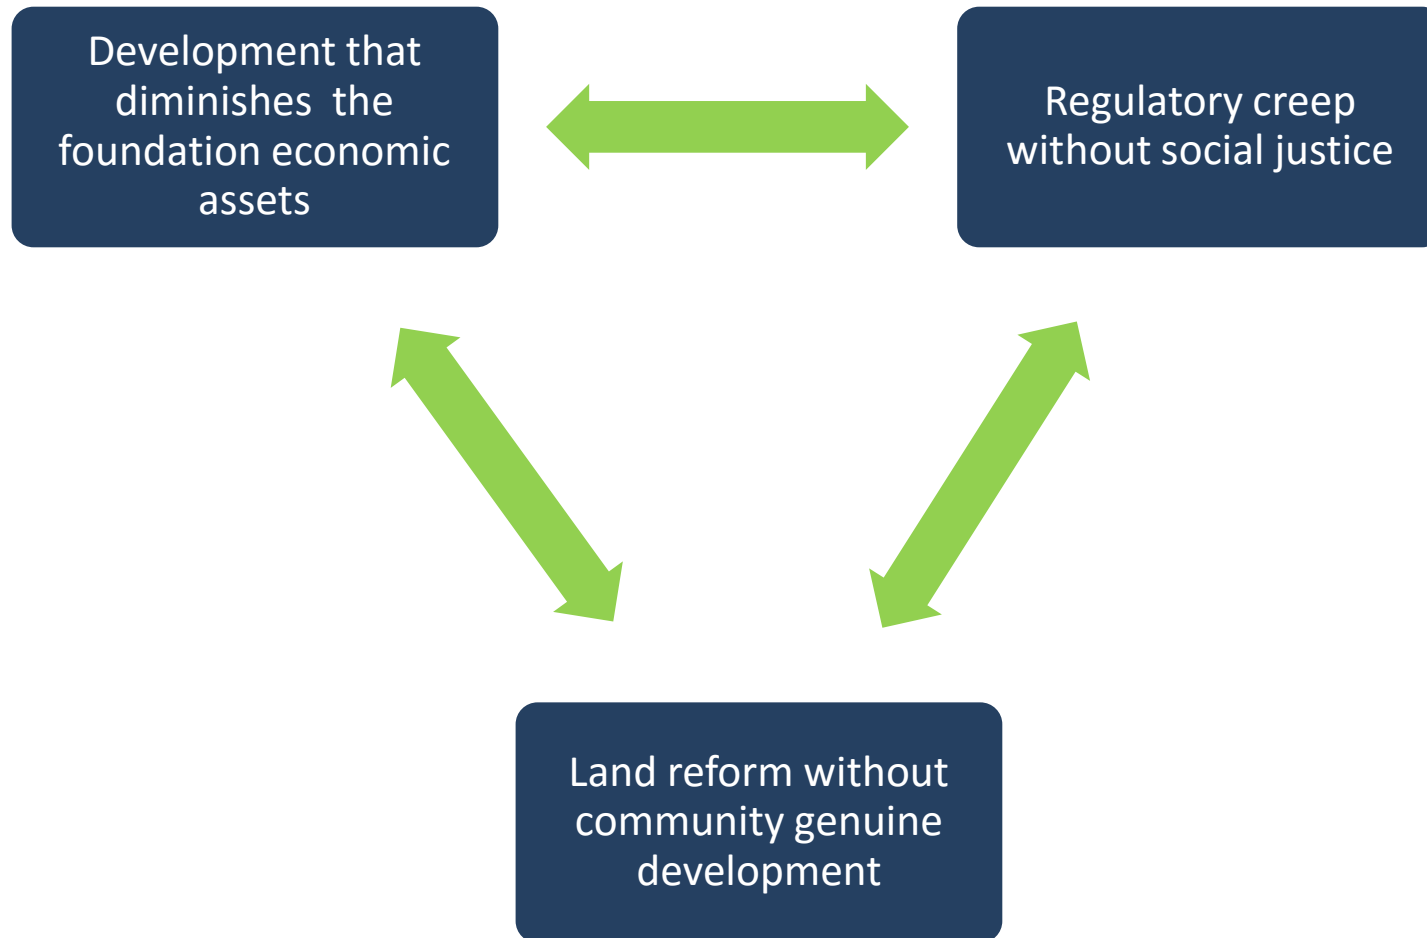 Development that
diminishes  the
foundation economic
assets
Regulatory creep
without social justice
Land reform without
community genuine
development